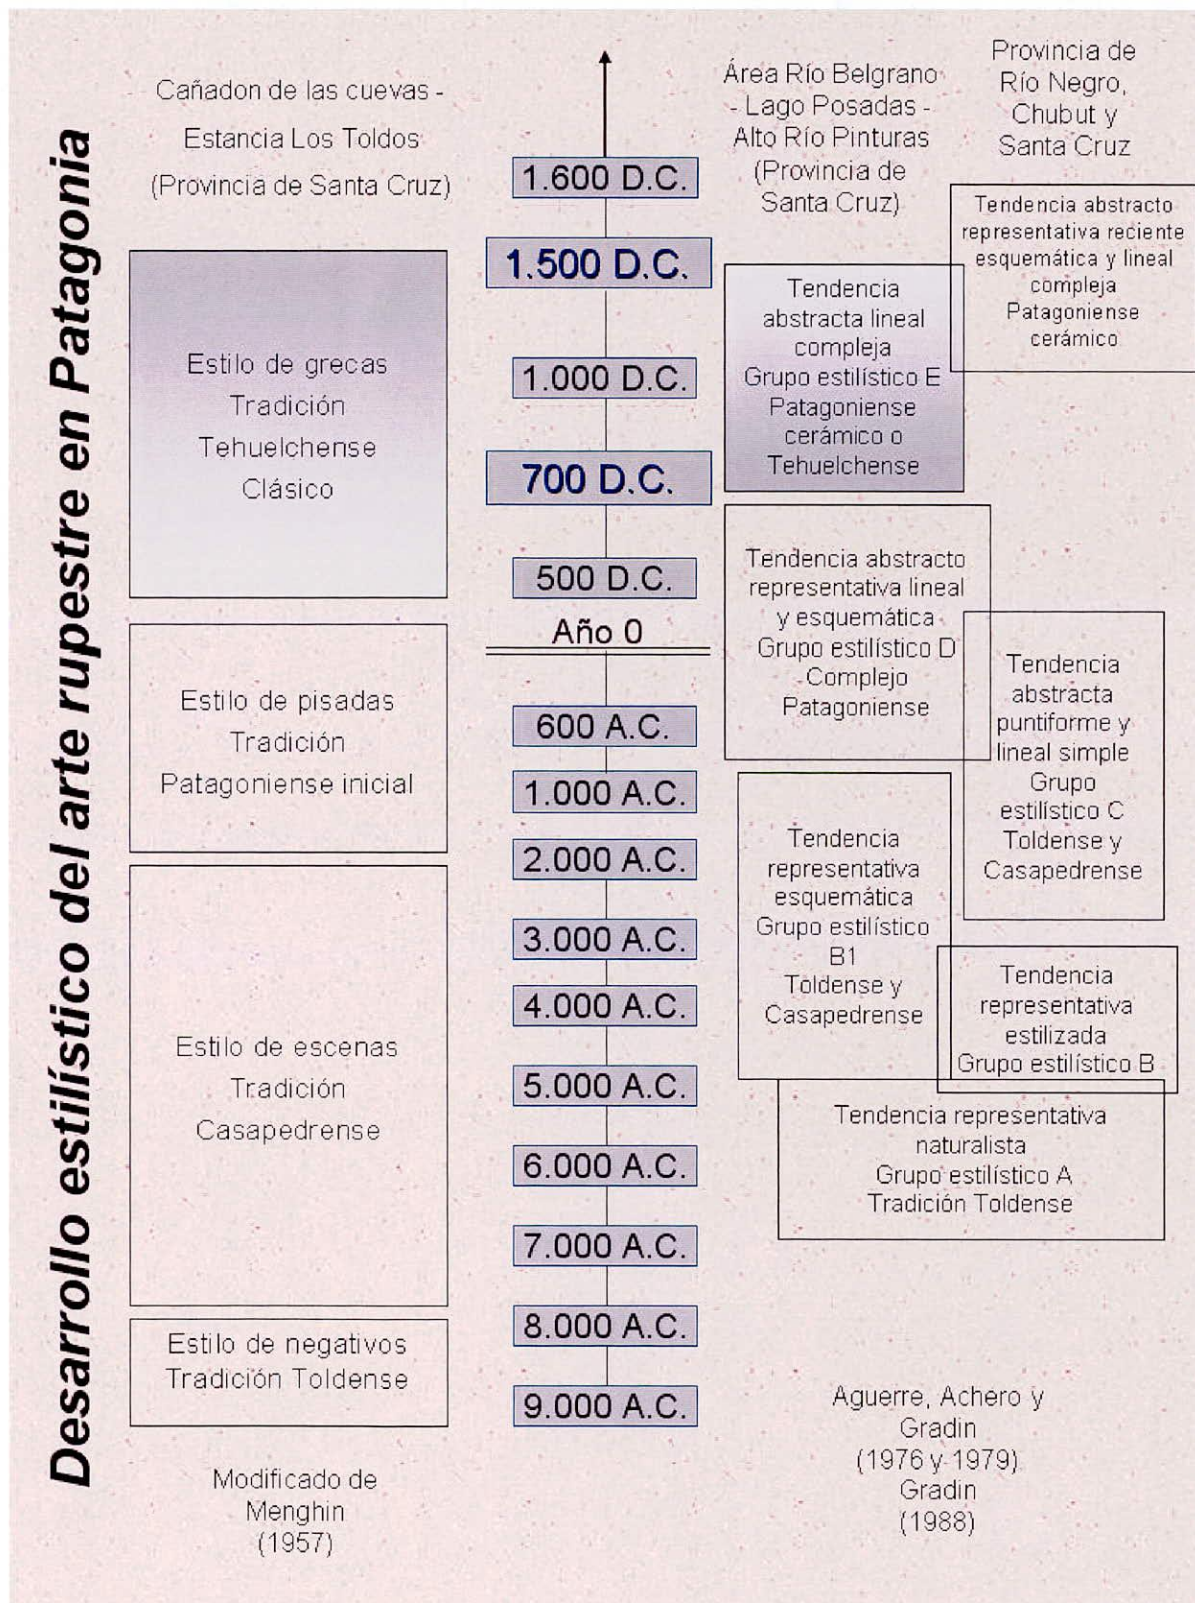 Desarrollo estilístico del arte rupestre en Patagonia
Cañadon de las cuevas -
Estancia Los Toldos
(Provincia de Santa Cruz)
Estilo de grecas
Tradición
Tehuelchense
Clásico
Estilo de pisadas
Tradición
Patagoniense inicial
Estilo de escenas
Tradición
Casapedrense
Estilo de negativos
Tradición Toldense
Modificado de
Menghin
(1957)
1.600 D.C.
1.500 D.C.
1.000 D.C.
700 D.C.
500 D.C.
Año 0
600 A.C.
1.000 A.C.
2.000 A.C.
3.000 A.C.
4.000 A.C.
5.000 A.C.
6.000 A.C.
7.000 A.C.
8.000 A.C.
9.000 A.C.
Área Río Belgrano
- Lago Posadas -
Alto Río Pinturas
(Provincia de
Santa Cruz)
Tendencia
abstracta lineal
compleja
Grupo estilístico E
Patagoniense
cerámico o
Tehuelchense
Tendencia abstracto
representativa lineal
y esquemática
Grupo estilístico D
Complejo
Patagoniense
Tendencia
representativa
esquemática
Grupo estilístico
B1
Toldense y
Casapedrense
Provincia de
Río Negro,
Chubut y
Santa Cruz
Tendencia abstracto
representativa reciente
esquemática y lineal
compleja
Patagoniense
cerámico
Tendencia
abstracta
puntiforme y
lineal simple
Grupo
estilístico C
Toldense y
Casapedrense
Tendencia
representativa
estilizada
Grupo estilístico B
Tendencia representativa
naturalista
Grupo estilístico A
Tradición Toldense
Aguerre, Achero y
Gradin
(1976 y 1979)
Gradin
(1988)